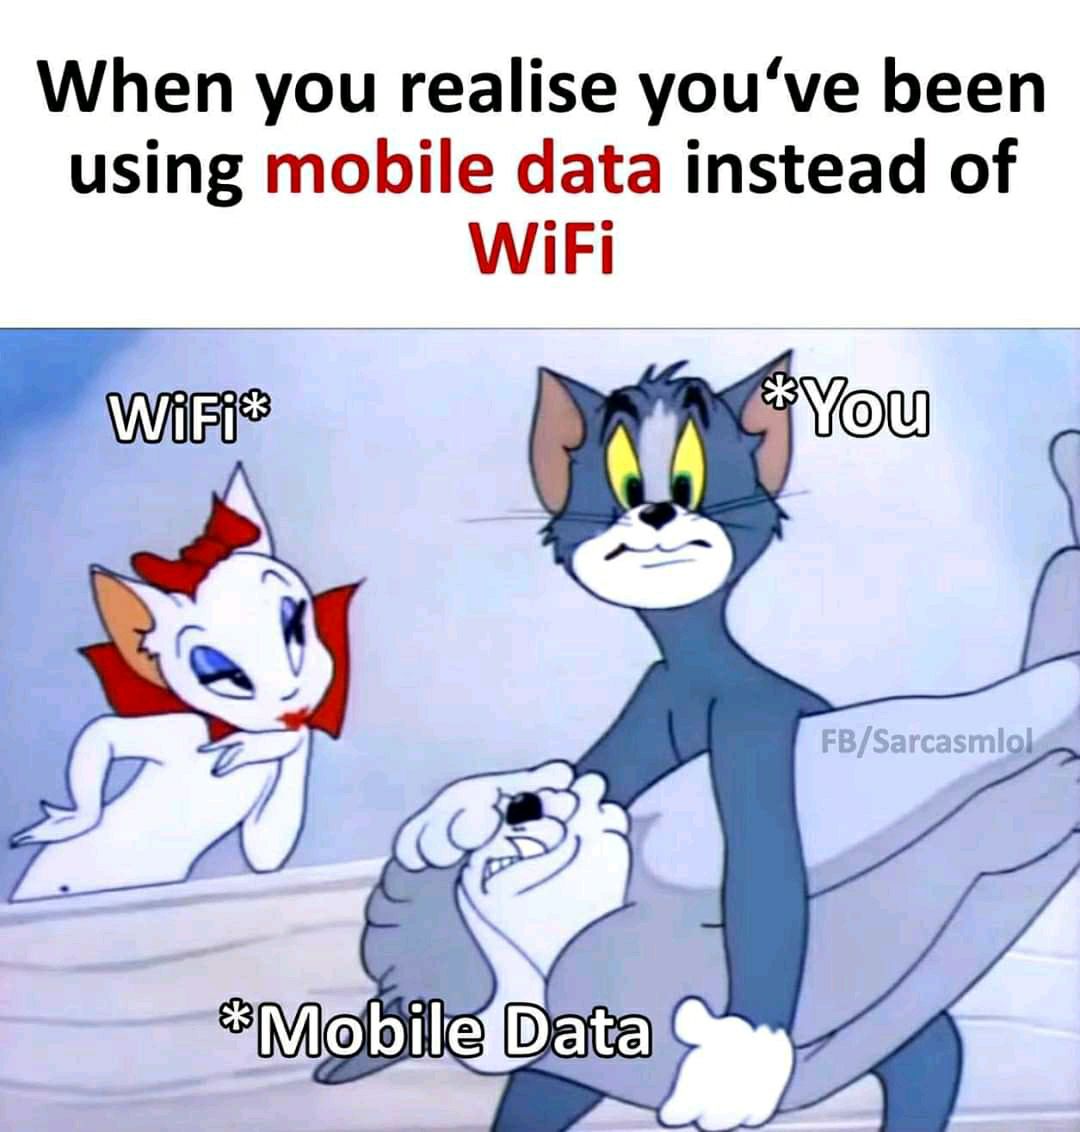 When you realise you‘ve been
using mobile data instead of
WiFi
WiFi*
*You
FB/Sarcasmlol
*Mobile Data